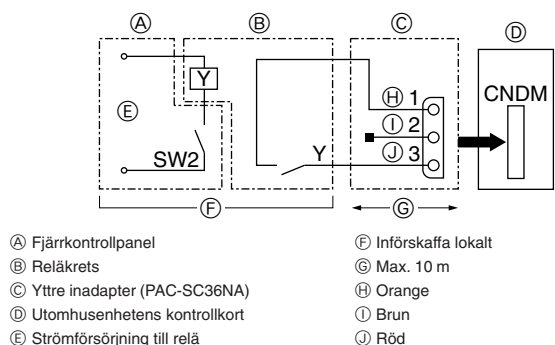 Ⓐ Ⓑ Ⓒ Ⓓ
Y
CNDM
Ⓗ 1
Ⓔ Ⓘ 2
SW2 Y Ⓙ 3
Ⓕ Ⓖ
Ⓐ Fjärrkontrollpanel
Ⓑ Reläkrets
Ⓒ Yttre inadapter (PAC-SC36NA)
Ⓓ Utomhusenhetens kontrollkort
Ⓔ Strömförsörjning till relä
Ⓕ Införskaffa lokalt
Ⓖ Max. 10 m
Ⓗ Orange
Ⓘ Brun
Ⓙ Röd